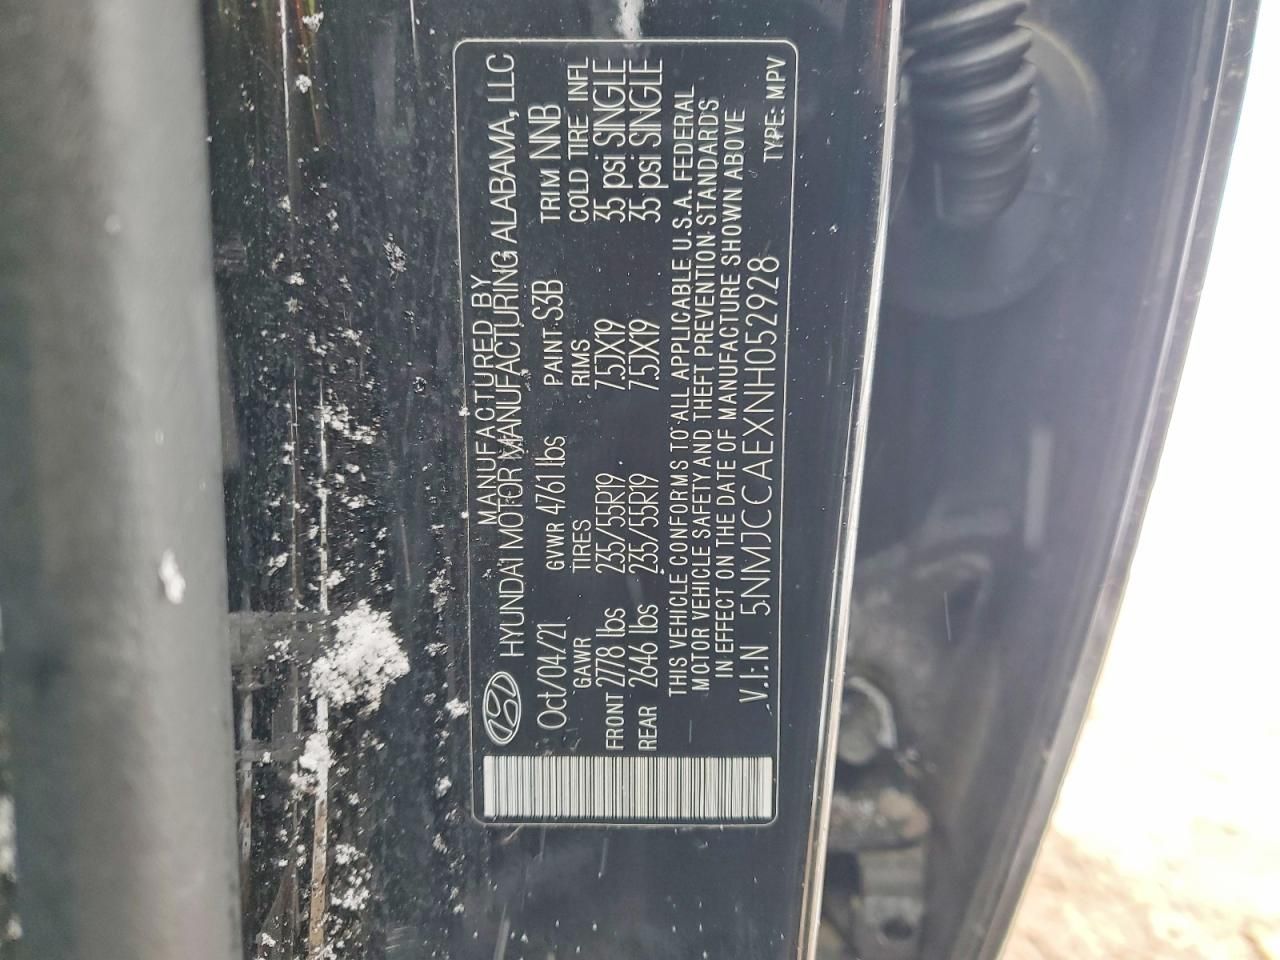 MANUFACTURED BY
HYUNDAI MOTOR MANUFACTURING ALABAMA, LLC
Oct/04/21 GVWR 4761 lbs PAINT S3B TRIM NNB
GAWR TIRES RIMS COLD TIRE INFL
FRONT 2778 lbs 235/55R19 7.5JX19 35 psi SINGLE
REAR 2646 lbs 235/55R19 7.5JX19 35 psi SINGLE
THIS VEHICLE CONFORMS TO ALL APPLICABLE U.S.A. FEDERAL
MOTOR VEHICLE SAFETY AND THEFT PREVENTION STANDARDS
IN EFFECT ON THE DATE OF MANUFACTURE SHOWN ABOVE
V.I.N 5NMJCCAEXNH052928 TYPE: MPV